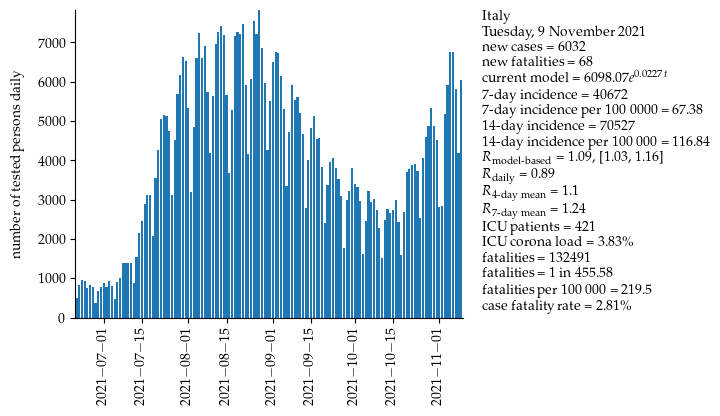 Italy
Tuesday, 9 November 2021
new cases = 6032
new fatalities = 68
current model = 6098.07e^0.0227 t
7-day incidence = 40672
7-day incidence per 100 0000 = 67.38
14-day incidence = 70527
14-day incidence per 100 000 = 116.84
R_model-based = 1.09, [1.03, 1.16]
R_daily = 0.89
R_4-day mean = 1.1
R_7-day mean = 1.24
ICU patients = 421
ICU corona load = 3.83%
fatalities = 132491
fatalities = 1 in 455.58
fatalities per 100 000 = 219.5
case fatality rate = 2.81%
number of tested persons daily
7000
6000
5000
4000
3000
2000
1000
0
2021−07−01
2021−07−15
2021−08−01
2021−08−15
2021−09−01
2021−09−15
2021−10−01
2021−10−15
2021−11−01